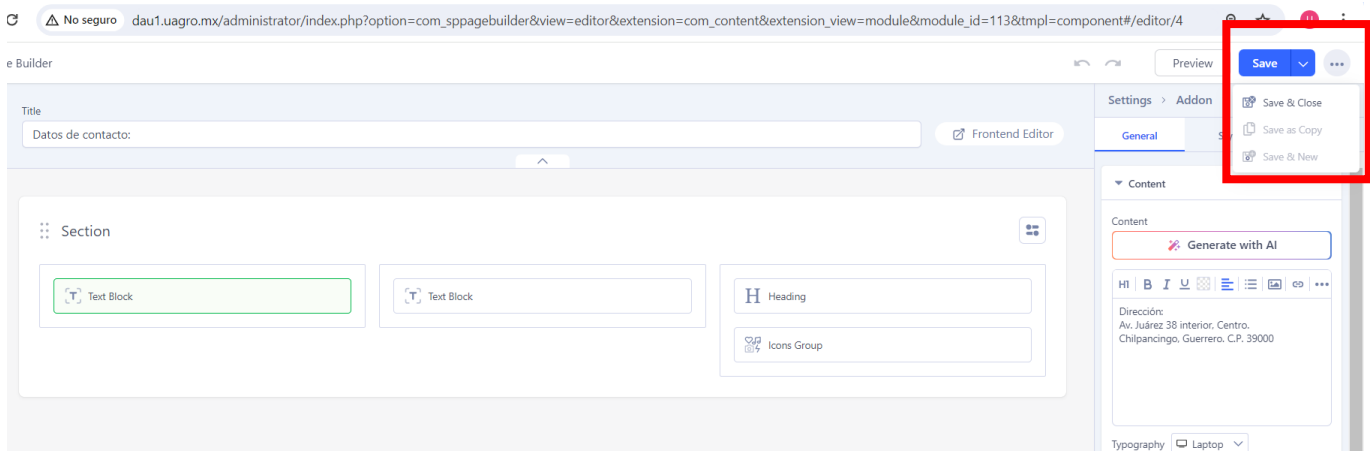 No seguro dau1.uagro.mx/administrator/index.php?option=com_sppagebuilder&view=editor&extension=com_content&extension_view=module&module_id=113&tmpl=component#/editor/4
e Builder
Preview
Save
Save & Close
Save as Copy
Save & New
Title
Datos de contacto:
Frontend Editor
Section
Text Block
Text Block
Heading
Icons Group
Settings > Addon
General
Content
Content
Generate with AI
H1 B I U
Dirección:
Av. Juárez 38 interior, Centro.
Chilpancingo, Guerrero. C.P. 39000
Typography Laptop